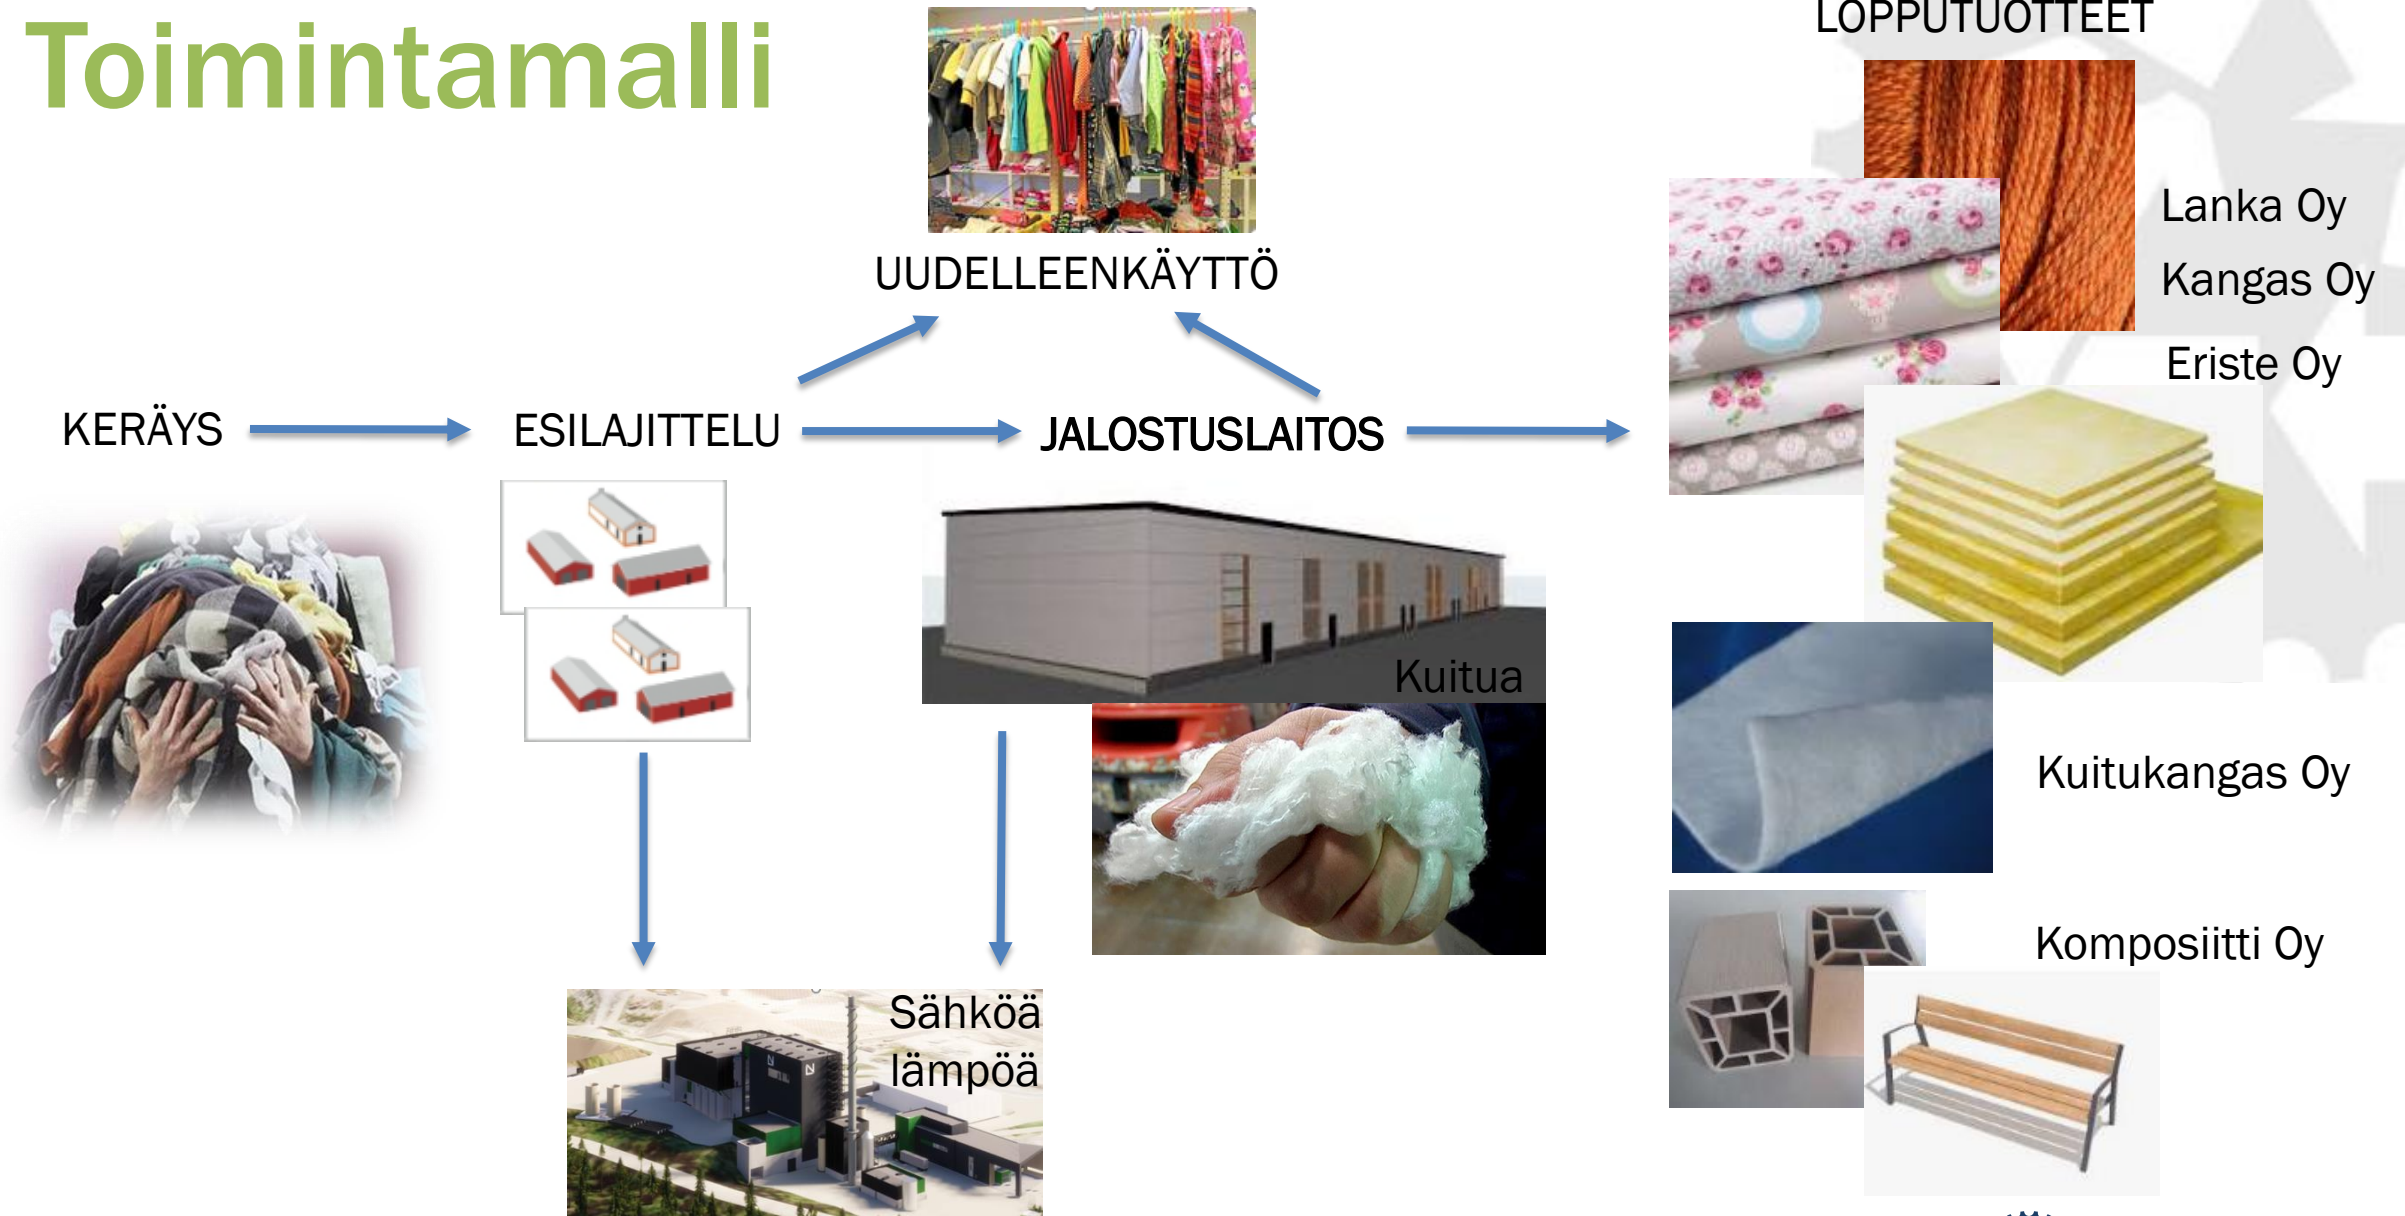 Toimintamalli
LOPPUTUOTTEET
Lanka Oy
UUDELLEENKÄYTTÖ
Kangas Oy
Eriste Oy
KERÄYS
ESILAJITTELU
JALOSTUSLAITOS
Kuitua
Kuitukangas Oy
Komposiitti Oy
Sähköä
lämpöä